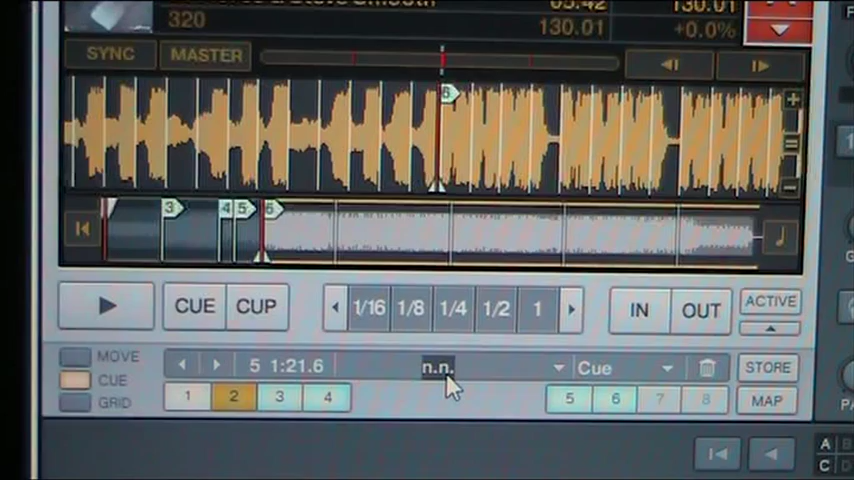 05:42
130.01
320
130.01
+0.0%
SYNC
MASTER
6
3
4
5
6
CUE
CUP
1/16
1/8
1/4
1/2
1
IN
OUT
ACTIVE
MOVE
CUE
GRID
5 1:21.6
n.n.
Cue
STORE
1
2
3
4
5
6
7
8
MAP
A
C